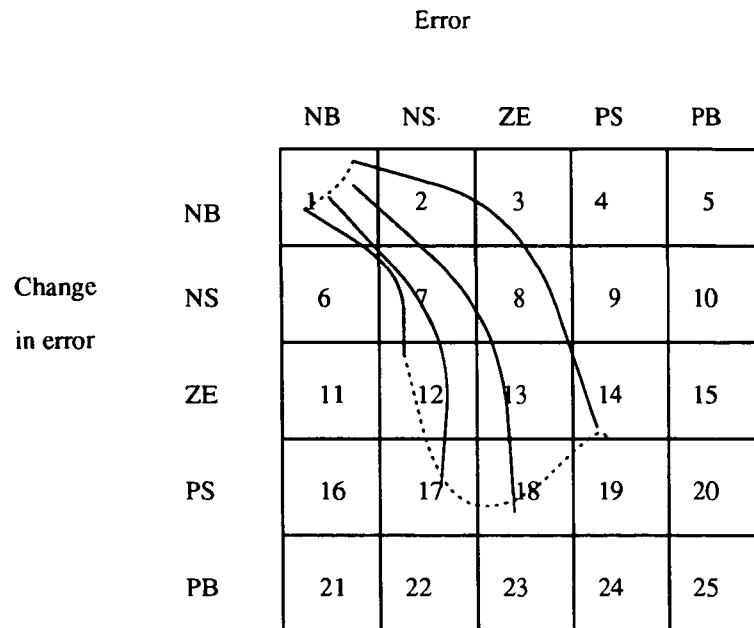 Error
NB NS ZE PS PB
NB 1 2 3 4 5
Change
in error
NS 6 7 8 9 10
ZE 11 12 13 14 15
PS 16 17 18 19 20
PB 21 22 23 24 25